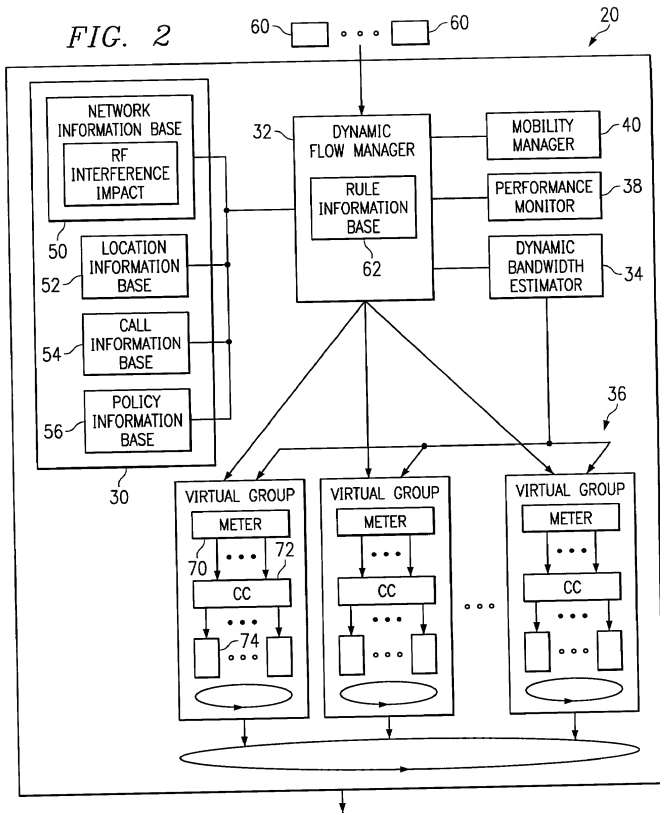 FIG. 2
60
60
20
NETWORK
INFORMATION BASE
RF
INTERFERENCE
IMPACT
50
LOCATION
INFORMATION
BASE
52
CALL
INFORMATION
BASE
54
POLICY
INFORMATION
BASE
56
30
32
DYNAMIC
FLOW MANAGER
RULE
INFORMATION
BASE
62
MOBILITY
MANAGER
40
PERFORMANCE
MONITOR
38
DYNAMIC
BANDWIDTH
ESTIMATOR
34
36
VIRTUAL GROUP
METER
70
72
CC
74
VIRTUAL GROUP
METER
CC
VIRTUAL GROUP
METER
CC